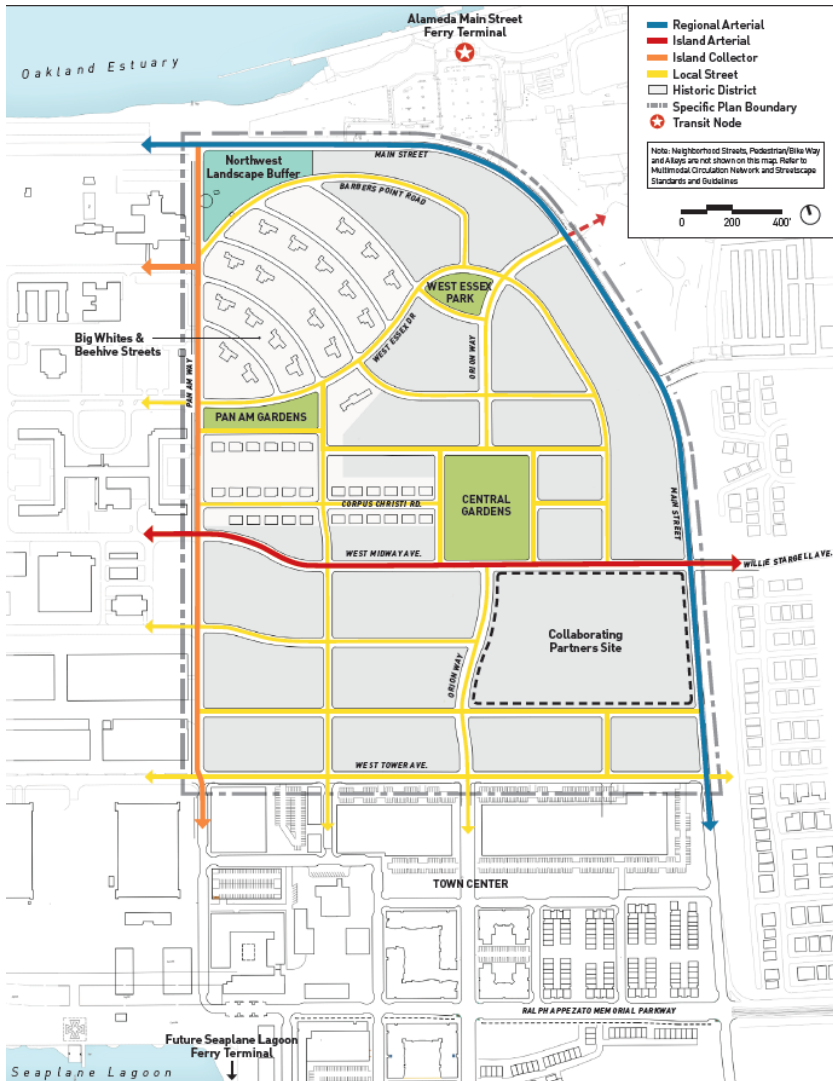 Alameda Main Street
Ferry Terminal
Oakland Estuary
Regional Arterial
Island Arterial
Island Collector
Local Street
Historic District
Specific Plan Boundary
Transit Node
Note: Neighborhood Streets, Pedestrian/Bike Way
and Alleys are not shown on this map. Refer to
Multimodal Circulation Network and Streetscape
Standards and Guidelines
0 200 400'
Northwest
Landscape Buffer
MAIN STREET
BARBERS POINT ROAD
WEST ESSEX
PARK
Big Whites &
Beehive Streets
WEST ESSEX DR
ORION WAY
PAN AM WAY
PAN AM GARDENS
CENTRAL
GARDENS
CORPUS CHRISTI RD.
MAIN STREET
WEST MIDWAY AVE.
WILLIE STARGELL AVE.
Collaborating
Partners Site
ORION WAY
WEST TOWER AVE.
TOWN CENTER
RALPH APPEZATO MEMORIAL PARKWAY
Future Seaplane Lagoon
Ferry Terminal
Seaplane Lagoon